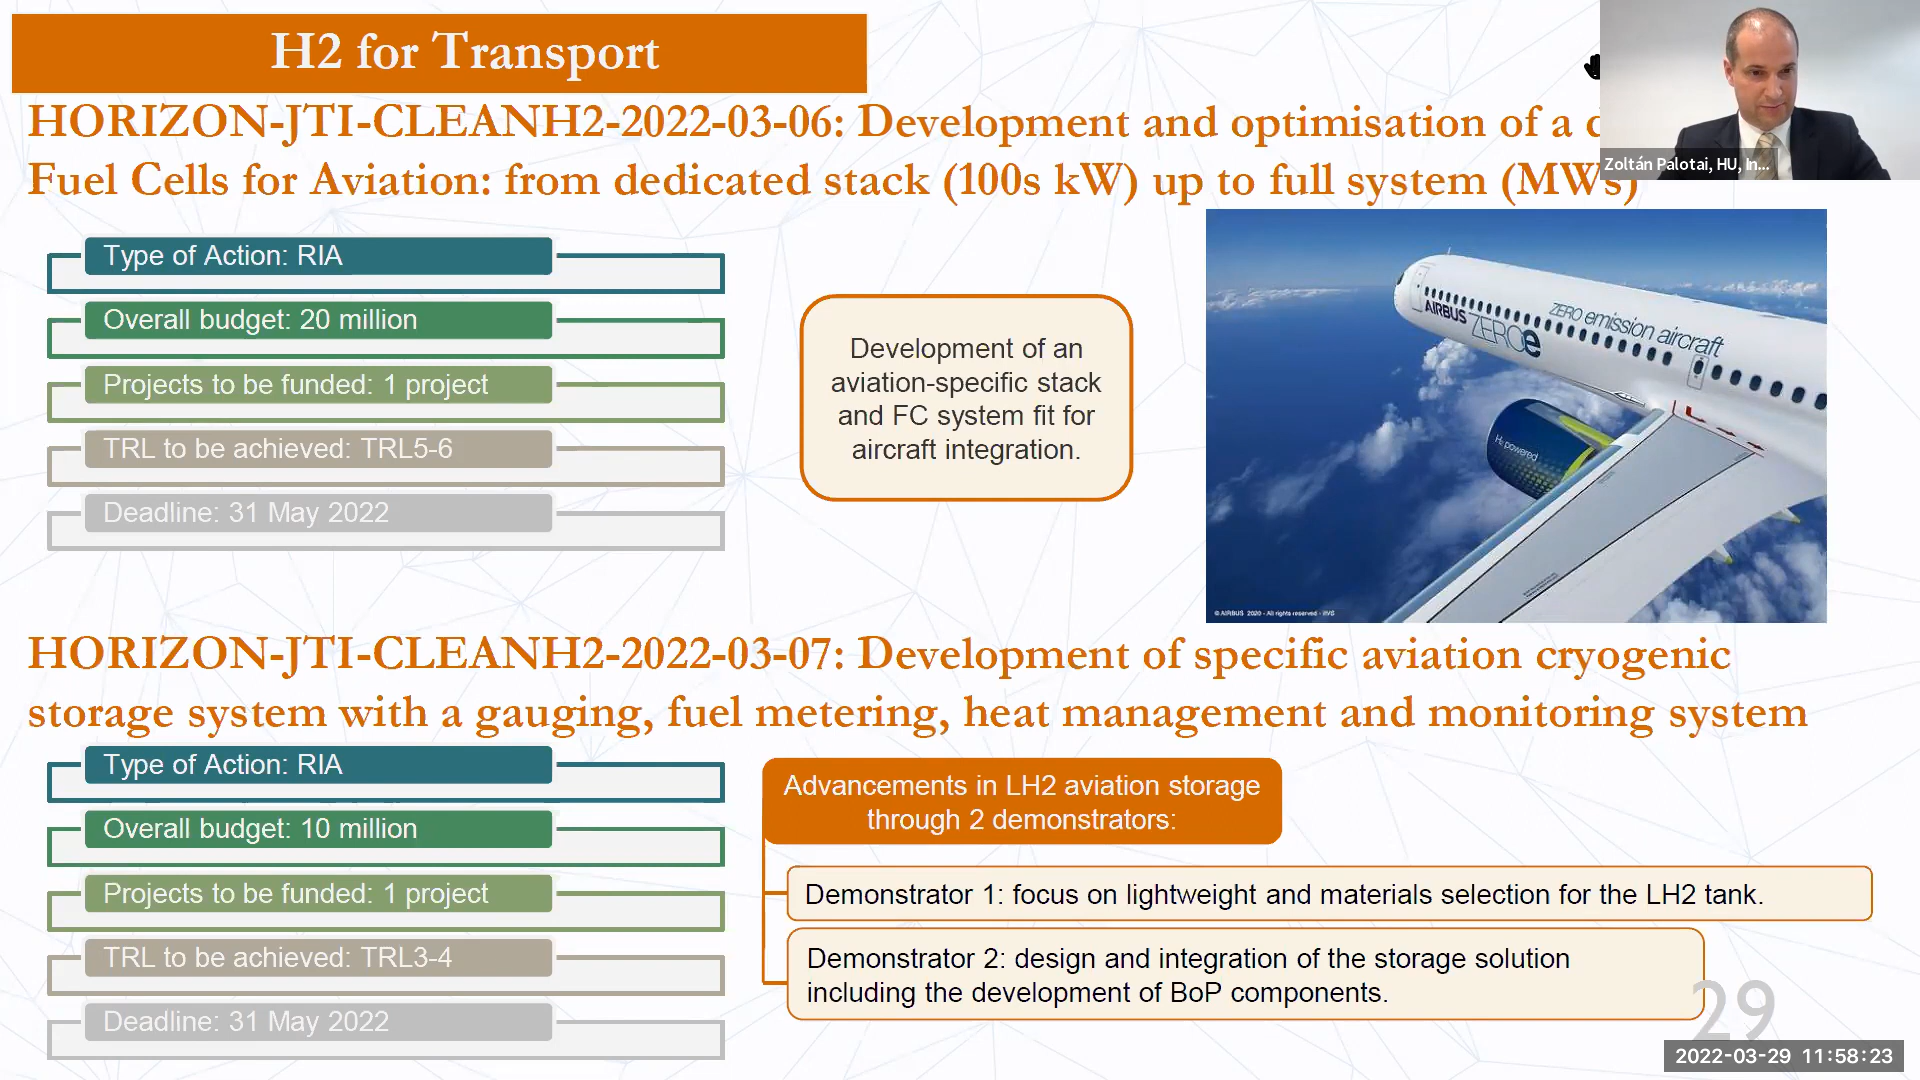 H2 for Transport
HORIZON-JTI-CLEANH2-2022-03-06: Development and optimisation of a
Fuel Cells for Aviation: from dedicated stack (100s kW) up to full system (MWs)
Zoltán Palotai, HU, In...
Type of Action: RIA
Overall budget: 20 million
Projects to be funded: 1 project
TRL to be achieved: TRL5-6
Deadline: 31 May 2022
Development of an
aviation-specific stack
and FC system fit for
aircraft integration.
AIRBUS ZEROe
ZERO emission aircraft
H2 powered
© AIRBUS 2020 - All rights reserved - IIVS
HORIZON-JTI-CLEANH2-2022-03-07: Development of specific aviation cryogenic
storage system with a gauging, fuel metering, heat management and monitoring system
Type of Action: RIA
Overall budget: 10 million
Projects to be funded: 1 project
TRL to be achieved: TRL3-4
Deadline: 31 May 2022
Advancements in LH2 aviation storage
through 2 demonstrators:
Demonstrator 1: focus on lightweight and materials selection for the LH2 tank.
Demonstrator 2: design and integration of the storage solution
including the development of BoP components.
29
2022-03-29 11:58:23